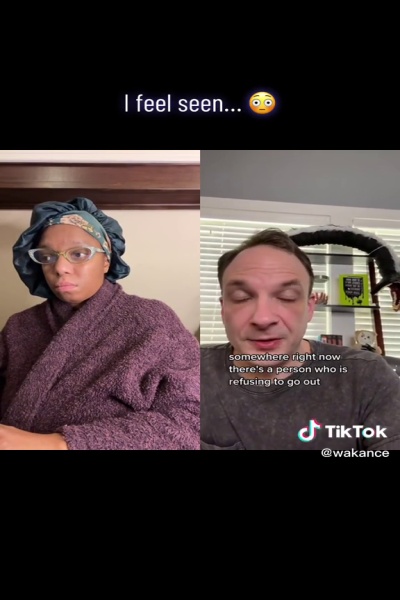 I feel seen... 😳
somewhere right now
there's a person who is
refusing to go out
TikTok
@wakance